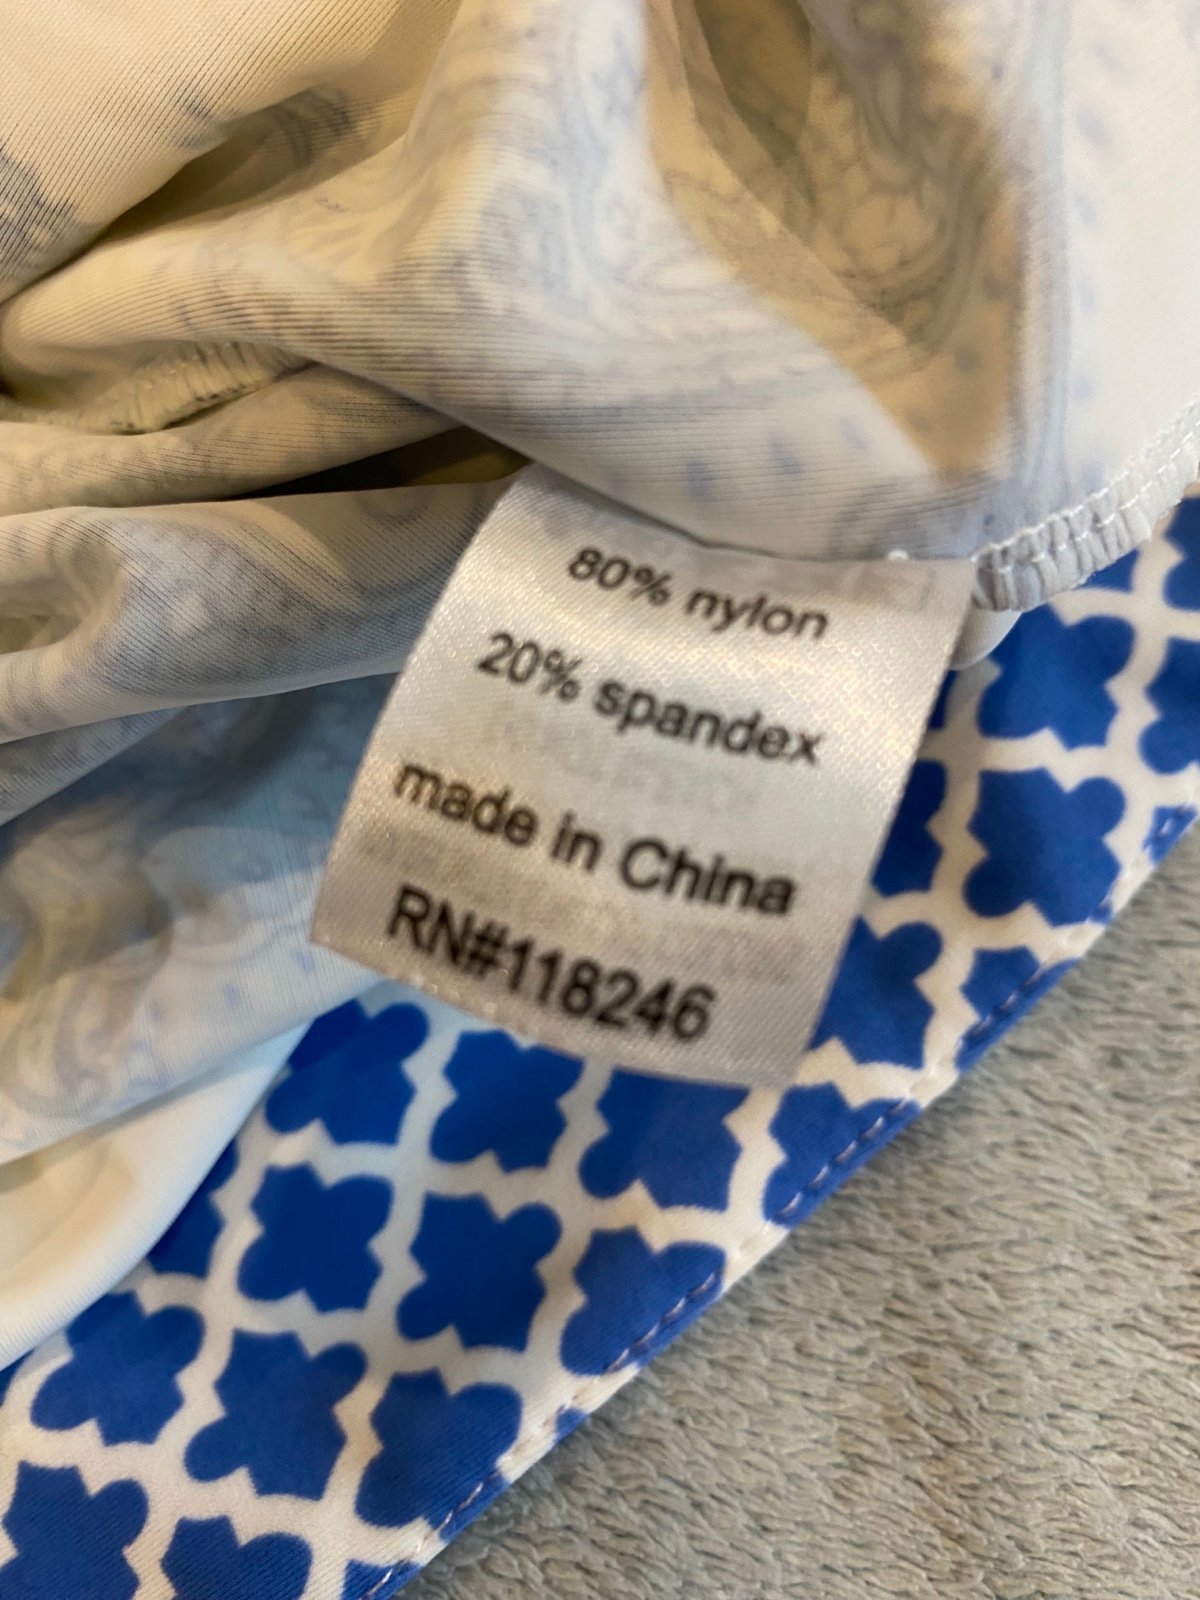 80% nylon
20% spandex
made in China
RN#118246